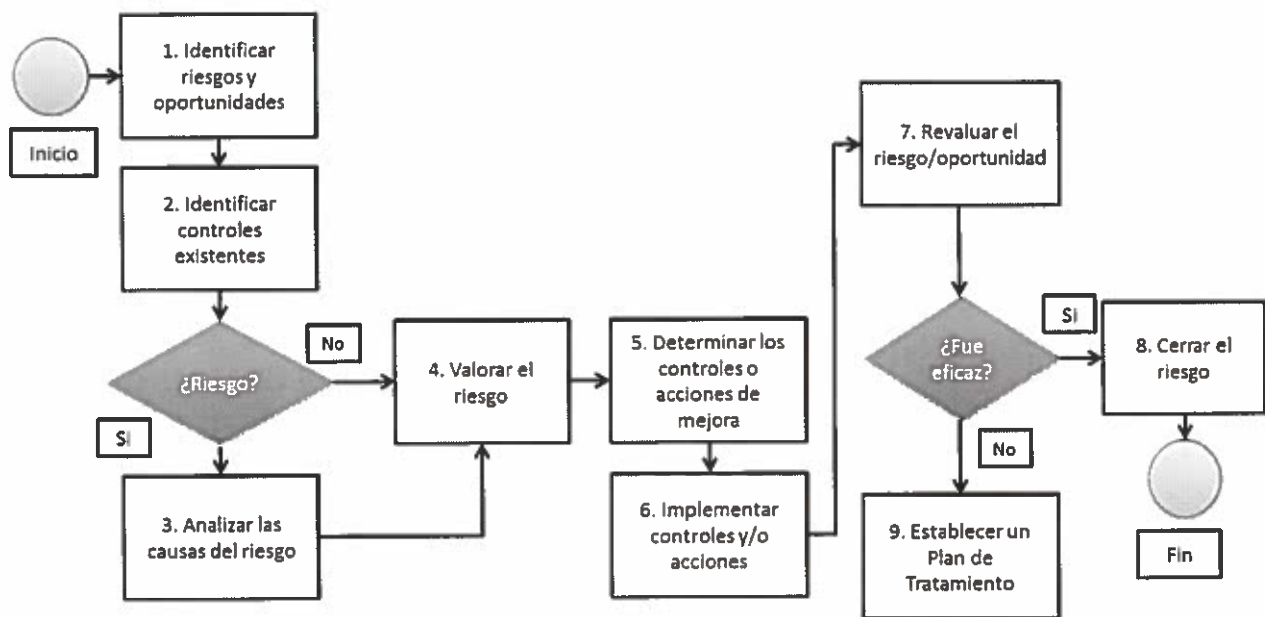 1. Identificar
riesgos y
oportunidades
Inicio
2. Identificar
controles
existentes
¿Riesgo?
No
Si
3. Analizar las
causas del riesgo
4. Valorar el
riesgo
5. Determinar los
controles o
acciones de
mejora
6. Implementar
controles y/o
acciones
7. Revaluar el
riesgo/oportunidad
¿Fue
eficaz?
Si
8. Cerrar el
riesgo
No
9. Establecer un
Plan de
Tratamiento
Fin